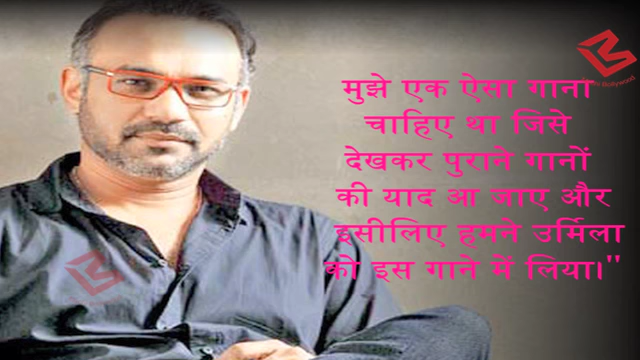 मुझे एक ऐसा गाना
चाहिए था जिसे
देखकर पुराने गानों
की याद आ जाए और
इसीलिए हमने उर्मिला
को इस गाने में लिया।"